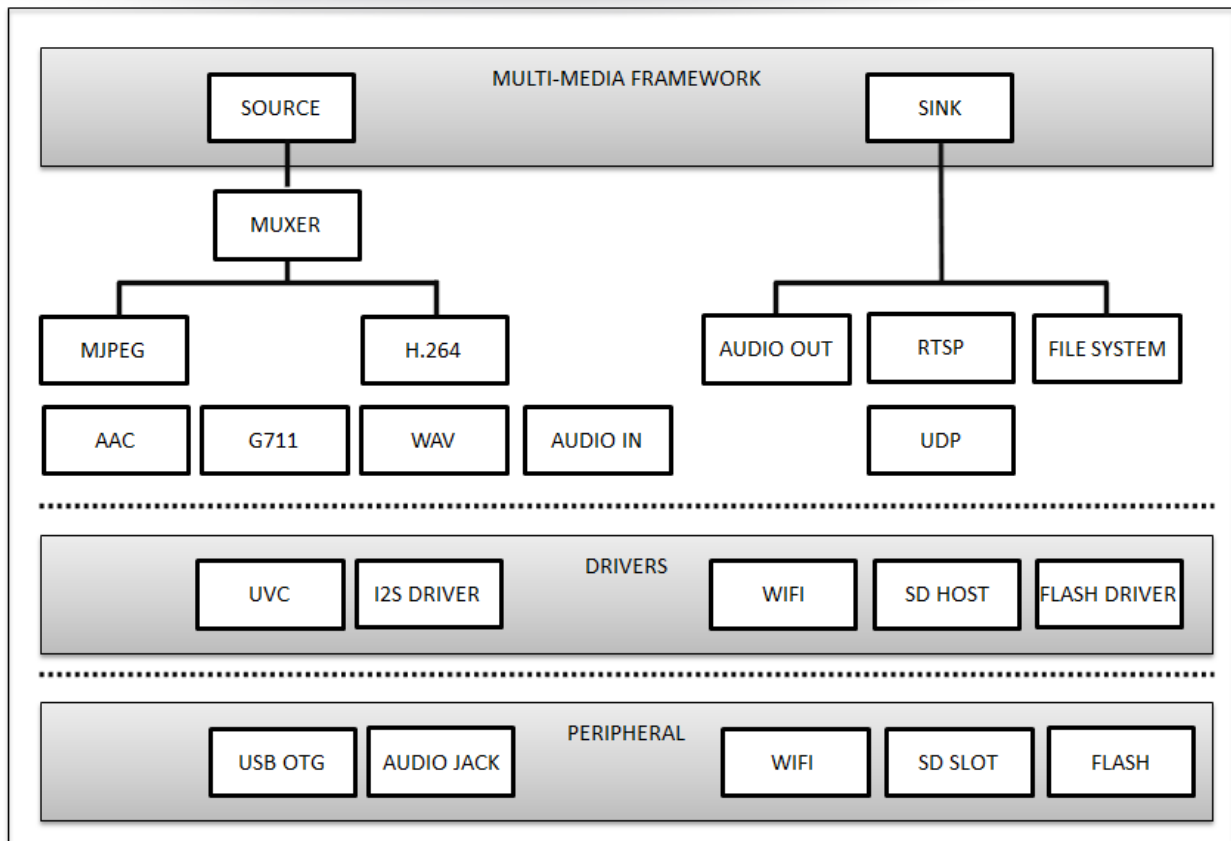 MULTI-MEDIA FRAMEWORK
SOURCE
SINK
MUXER
MJPEG
H.264
AUDIO OUT
RTSP
FILE SYSTEM
AAC
G711
WAV
AUDIO IN
UDP
DRIVERS
UVC
I2S DRIVER
WIFI
SD HOST
FLASH DRIVER
PERIPHERAL
USB OTG
AUDIO JACK
WIFI
SD SLOT
FLASH